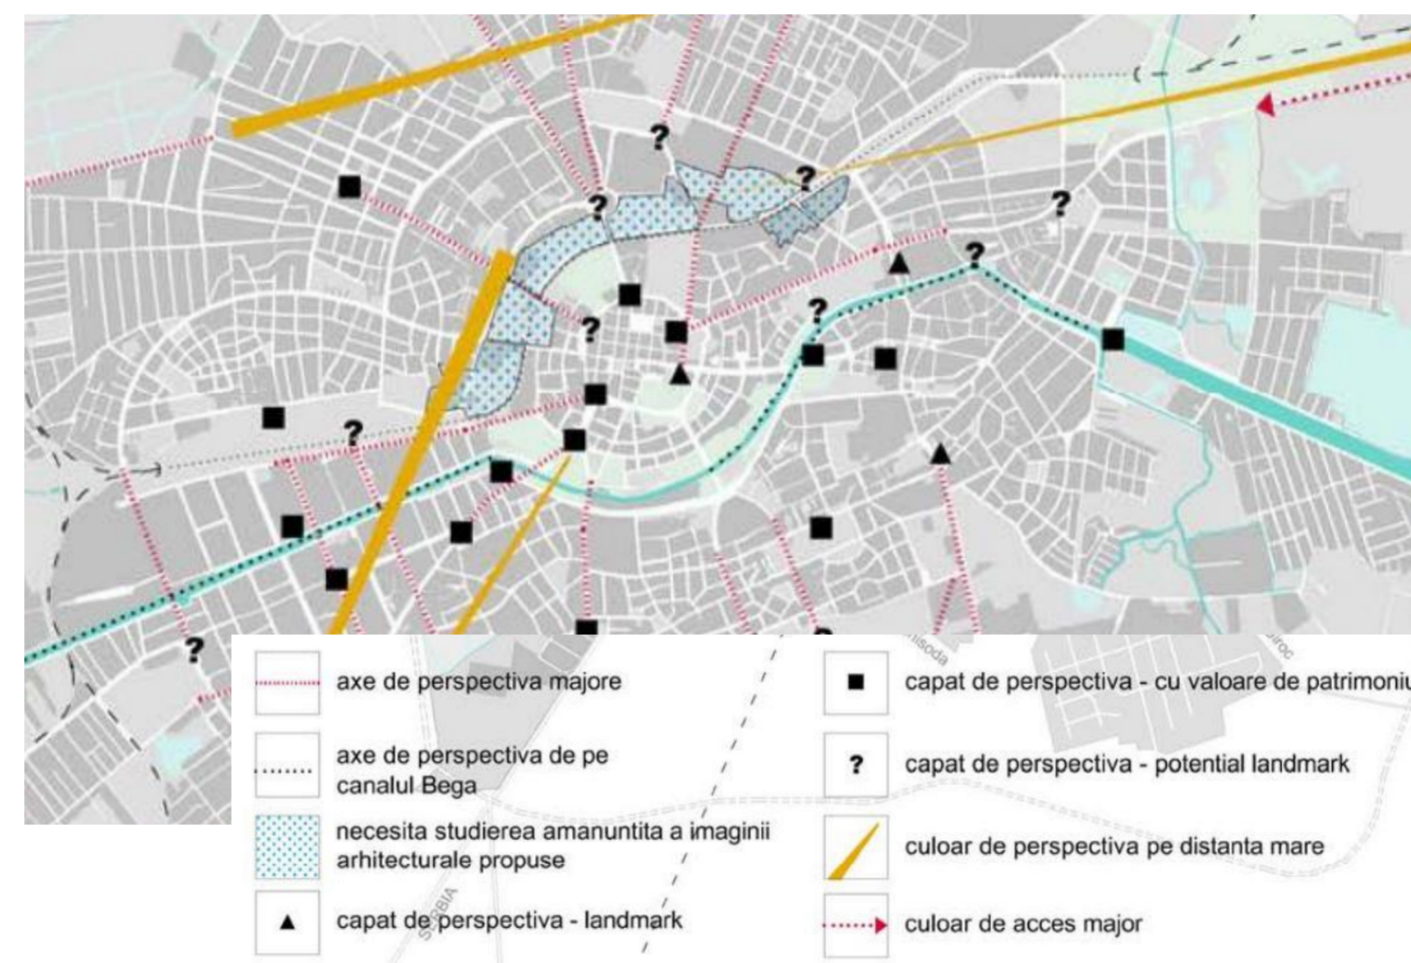 axe de perspectiva majore
axe de perspectiva de pe
canalul Bega
necesita studierea amanuntita a imaginii
arhitecturale propuse
capat de perspectiva - landmark
capat de perspectiva - cu valoare de patrimoniu
?
capat de perspectiva - potential landmark
culoar de perspectiva pe distanta mare
culoar de acces major
SERBIA